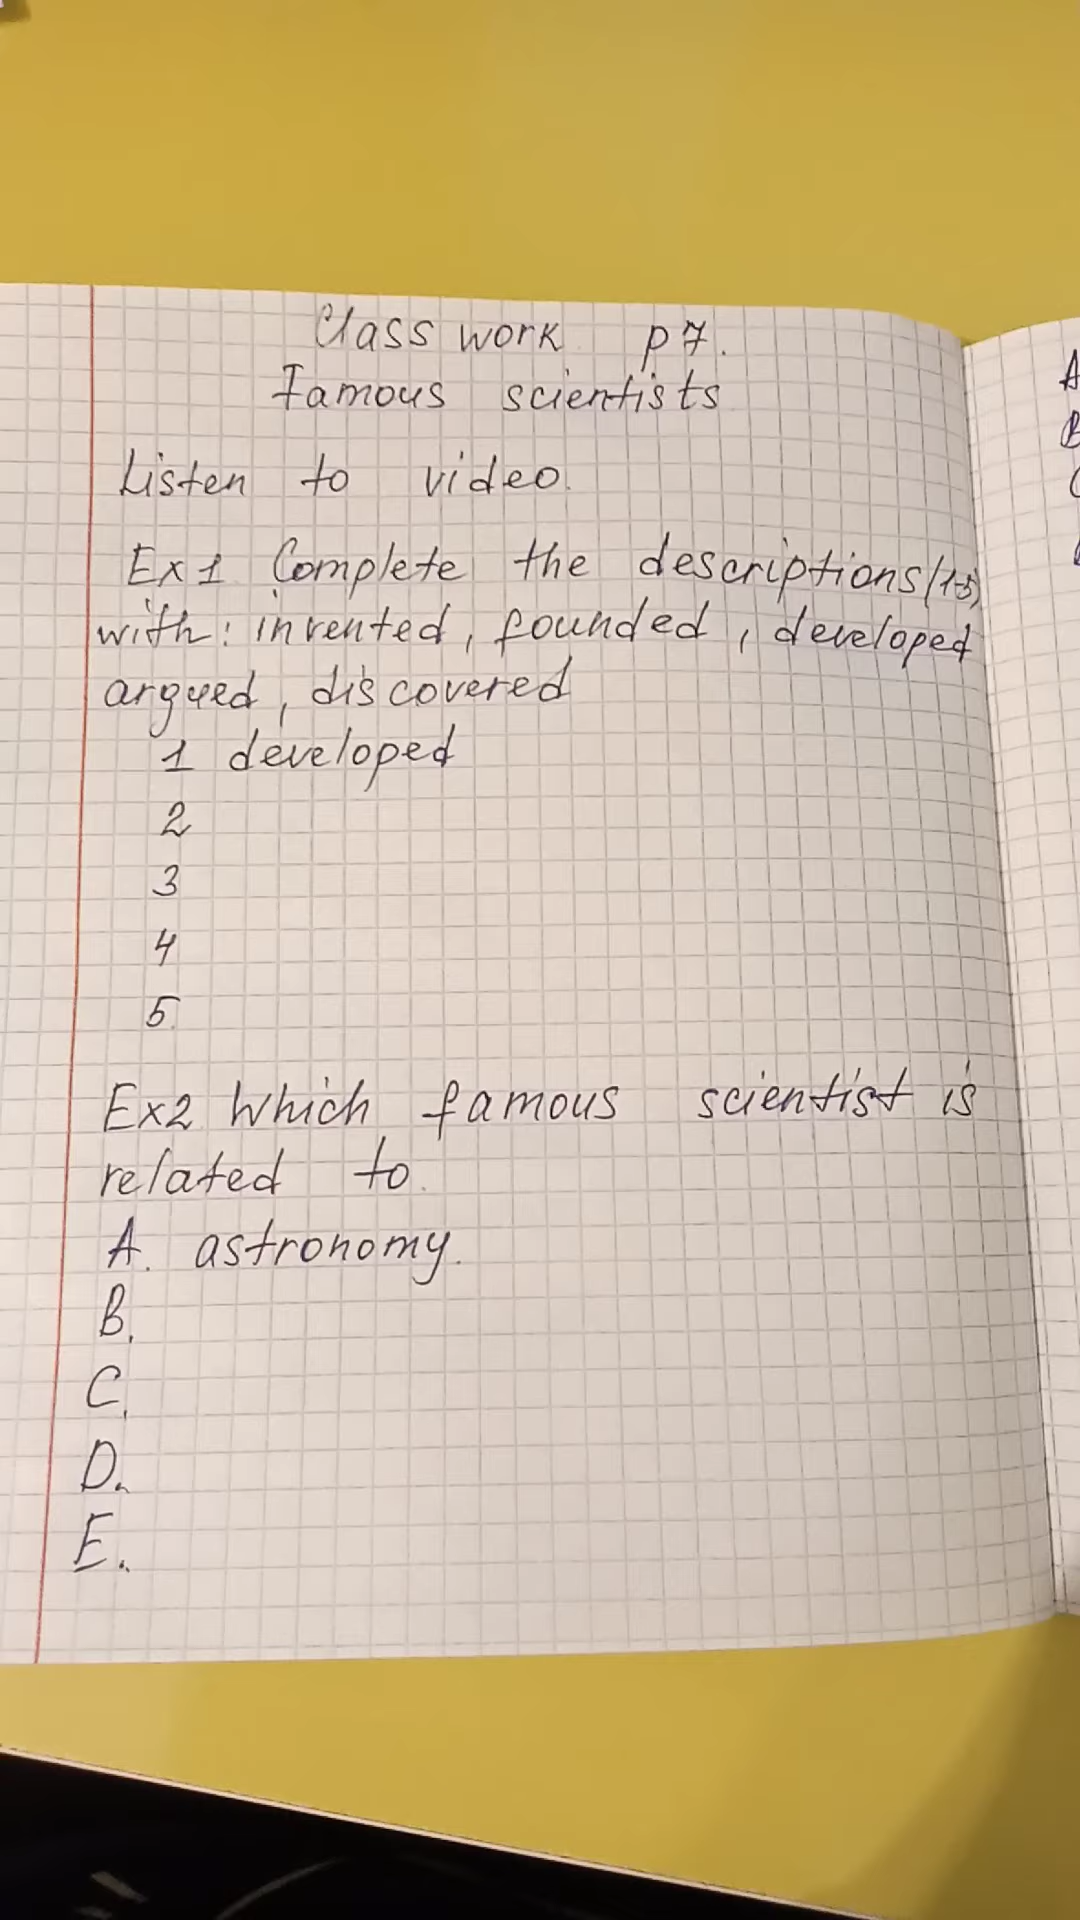 Class work p 7.
Famous scientists
Listen to video.
Ex 1 Complete the descriptions (1-5)
with: invented, founded, developed
argued, discovered
1 developed
2
3
4
5.
Ex2 Which famous scientist is
related to.
A. astronomy.
B.
C.
D.
E.
A
B
C